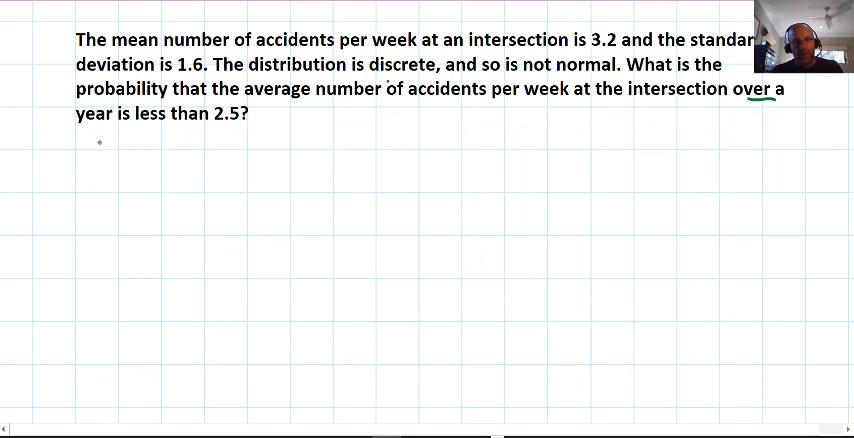 The mean number of accidents per week at an intersection is 3.2 and the standar
deviation is 1.6. The distribution is discrete, and so is not normal. What is the
probability that the average number of accidents per week at the intersection over a
year is less than 2.5?